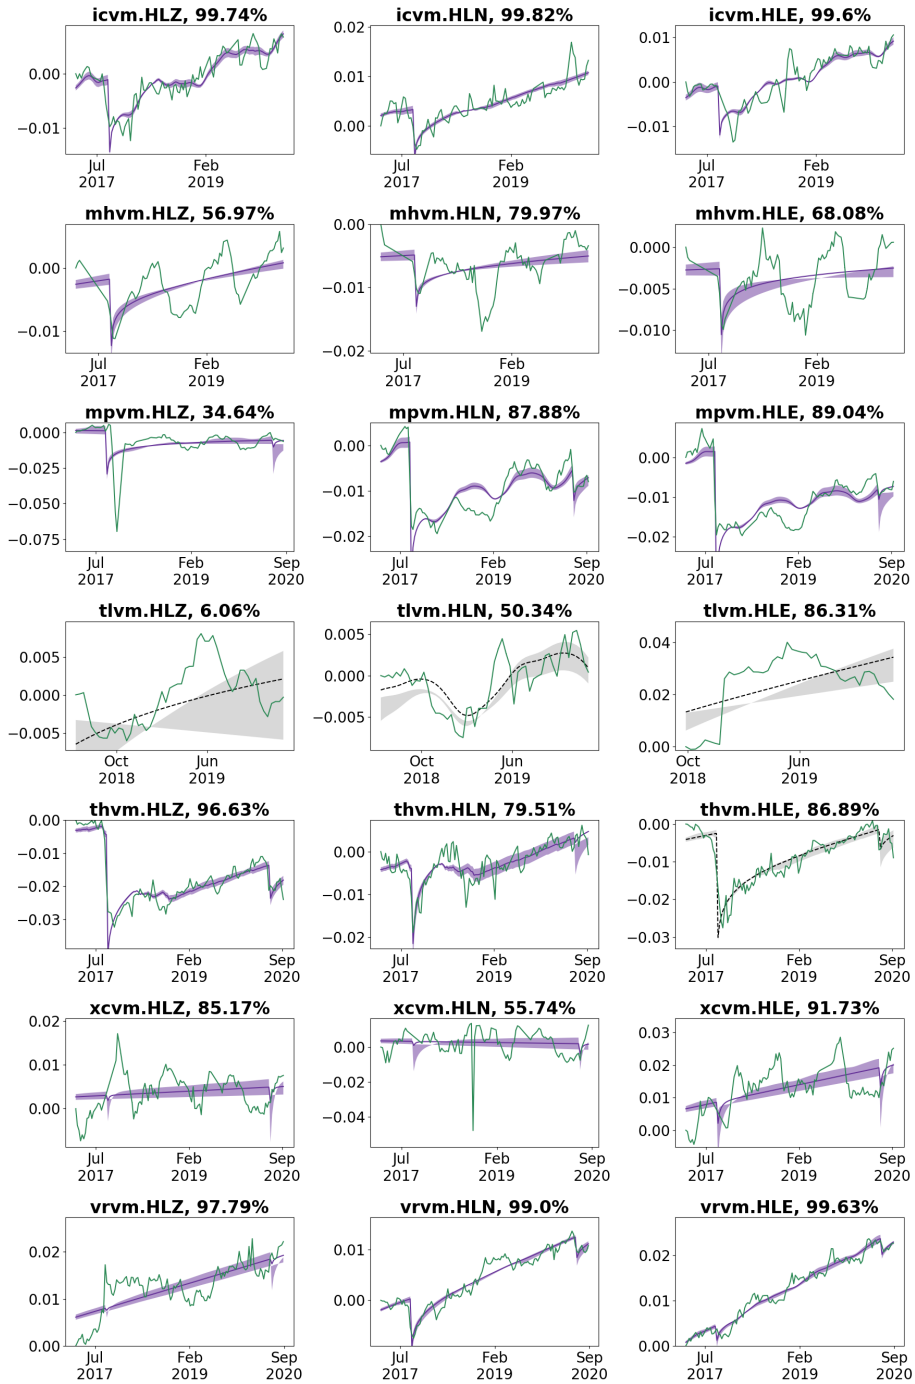 icvm.HLZ, 99.74%
0.00
−0.01
Jul
2017
Feb
2019
icvm.HLN, 99.82%
0.02
0.01
0.00
Jul
2017
Feb
2019
icvm.HLE, 99.6%
0.01
0.00
−0.01
Jul
2017
Feb
2019
mhvm.HLZ, 56.97%
0.00
−0.01
Jul
2017
Feb
2019
mhvm.HLN, 79.97%
0.00
−0.01
−0.02
Jul
2017
Feb
2019
mhvm.HLE, 68.08%
0.000
−0.005
−0.010
Jul
2017
Feb
2019
mpvm.HLZ, 34.64%
0.000
−0.025
−0.050
−0.075
Jul
2017
Feb
2019
Sep
2020
mpvm.HLN, 87.88%
0.00
−0.01
−0.02
Jul
2017
Feb
2019
Sep
2020
mpvm.HLE, 89.04%
0.00
−0.01
−0.02
Jul
2017
Feb
2019
Sep
2020
tlvm.HLZ, 6.06%
0.005
0.000
−0.005
Oct
2018
Jun
2019
tlvm.HLN, 50.34%
0.005
0.000
−0.005
Oct
2018
Jun
2019
tlvm.HLE, 86.31%
0.04
0.02
0.00
Oct
2018
Jun
2019
thvm.HLZ, 96.63%
0.00
−0.01
−0.02
−0.03
Jul
2017
Feb
2019
Sep
2020
thvm.HLN, 79.51%
0.00
−0.01
−0.02
Jul
2017
Feb
2019
Sep
2020
thvm.HLE, 86.89%
0.00
−0.01
−0.02
−0.03
Jul
2017
Feb
2019
Sep
2020
xcvm.HLZ, 85.17%
0.02
0.01
0.00
Jul
2017
Feb
2019
Sep
2020
xcvm.HLN, 55.74%
0.00
−0.02
−0.04
Jul
2017
Feb
2019
Sep
2020
xcvm.HLE, 91.73%
0.03
0.02
0.01
0.00
Jul
2017
Feb
2019
Sep
2020
vrvm.HLZ, 97.79%
0.02
0.01
0.00
Jul
2017
Feb
2019
Sep
2020
vrvm.HLN, 99.0%
0.01
0.00
Jul
2017
Feb
2019
Sep
2020
vrvm.HLE, 99.63%
0.02
0.01
0.00
Jul
2017
Feb
2019
Sep
2020